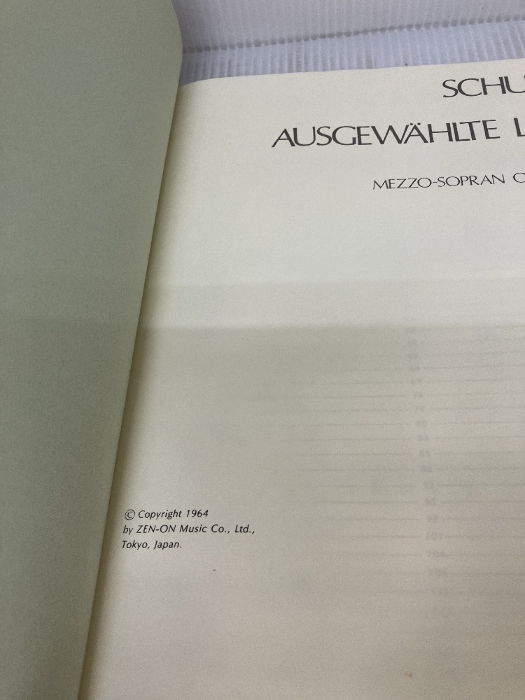 SCHU
AUSGEWÄHLTE L
MEZZO-SOPRAN O
© Copyright 1964
by ZEN-ON Music Co., Ltd.,
Tokyo, Japan.